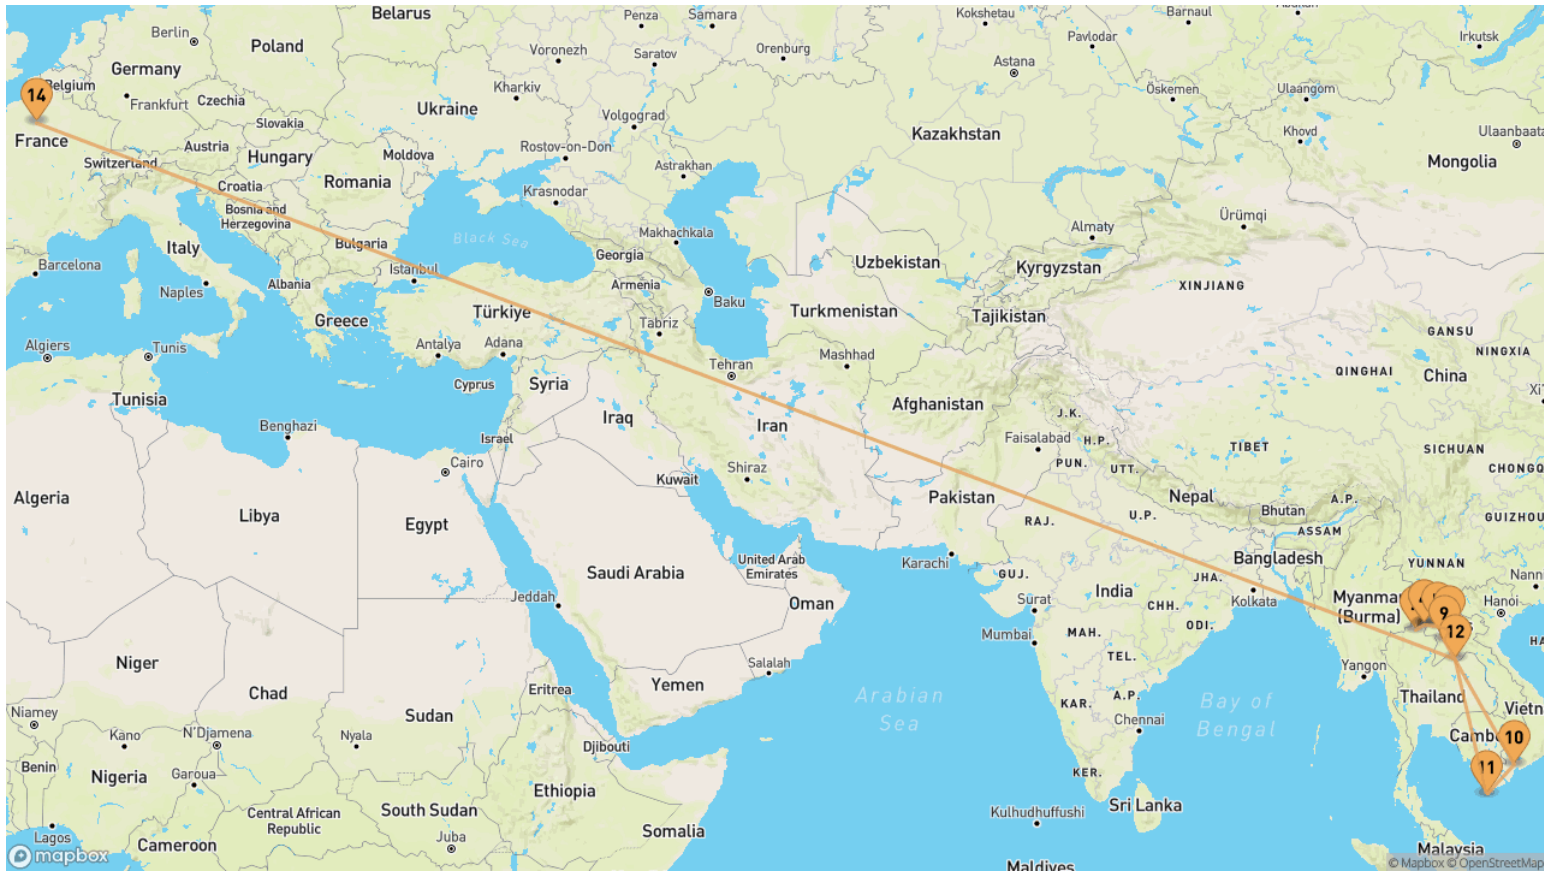 Belarus
Penza
Samara
Kokshetau
Barnaul
Irkutsk
Berlin
Poland
Voronezh
Saratov
Orenburg
Pavlodar
Astana
Germany
Belgium
Kharkiv
Öskemen
Ulaangom
14
Frankfurt
Czechia
Ukraine
Volgograd
Kazakhstan
Khovd
Ulaanbaata
France
Slovakia
Austria
Hungary
Moldova
Rostov-on-Don
Mongolia
Switzerland
Romania
Astrakhan
Croatia
Krasnodar
Bosnia and
Herzegovina
Almaty
Ürümqi
Italy
Bulgaria
Black Sea
Makhachkala
Georgia
Uzbekistan
Kyrgyzstan
Barcelona
Istanbul
Naples
Albania
Armenia
XINJIANG
Baku
Greece
Türkiye
Turkmenistan
Tajikistan
Tabriz
GANSU
Algiers
Tunis
Antalya
Adana
Mashhad
NINGXIA
Tehran
QINGHAI
China
Tunisia
Cyprus
Syria
Xi'
Afghanistan
J.K.
Benghazi
Iraq
Iran
Israel
Faisalabad
H.P.
TIBET
SICHUAN
Cairo
Shiraz
PUN.
UTT.
CHONGQ
Kuwait
Algeria
Libya
Egypt
Pakistan
Nepal
A.P.
Bhutan
RAJ.
U.P.
GUIZHOU
ASSAM
United Arab
Emirates
Karachi
Bangladesh
YUNNAN
Saudi Arabia
GUJ.
JHA.
Nann
Jeddah
Oman
Surat
India
CHH.
Kolkata
Myanmar
(Burma)
9
Hanoi
Mumbai
MAH.
ODI.
12
HA
Niger
Salalah
TEL.
Yangon
Chad
Eritrea
Yemen
Arabian
Sea
KAR.
A.P.
Bay of
Bengal
Thailand
Niamey
Sudan
Chennai
Vietn
Kano
N'Djamena
Nyala
Djibouti
Cambo
10
Benin
Nigeria
Garoua
Ethiopia
KER.
11
Central African
Republic
South Sudan
Kulhudhuffushi
Sri Lanka
Lagos
Cameroon
Juba
Somalia
Malaysia
mapbox
Maldives
© Mapbox © OpenStreetMap